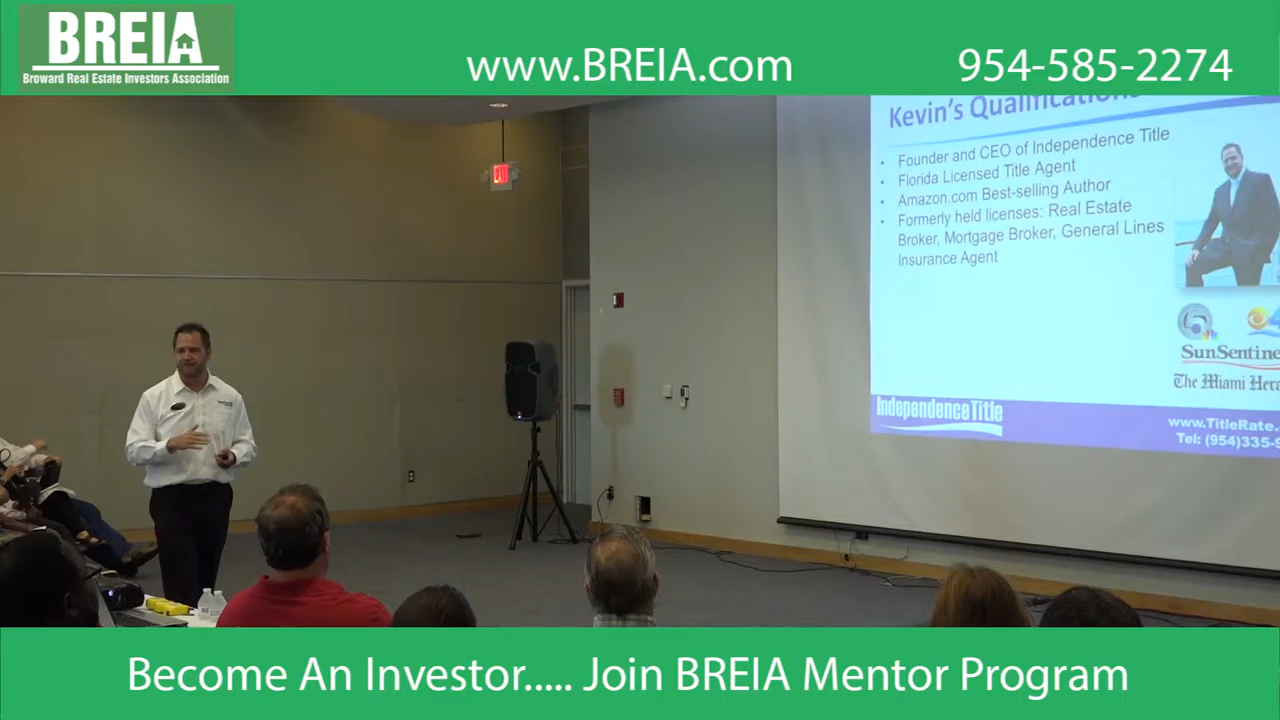 BREIA
Broward Real Estate Investors Association
www.BREIA.com
954-585-2274
Kevin's Qualifications
• Founder and CEO of Independence Title
• Florida Licensed Title Agent
• Amazon.com Best-selling Author
• Formerly held licenses: Real Estate
Broker, Mortgage Broker, General Lines
Insurance Agent
5
SunSentine
The Miami Hera
IndependenceTitle
www.TitleRate.
Tel: (954)335-9
Become An Investor..... Join BREIA Mentor Program